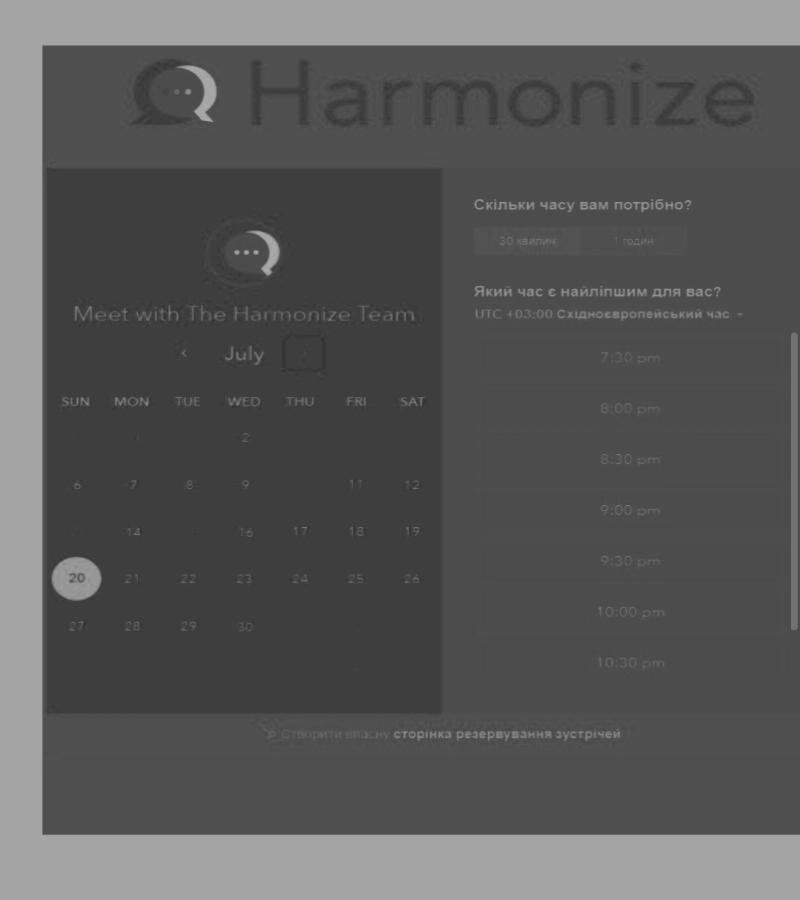 Harmonize
Meet with The Harmonize Team
July
SUN MON TUE WED THU FRI SAT
2
6 7 8 9 11 12
14 16 17 18 19
20 21 22 23 24 25 26
27 28 29 30
Скільки часу вам потрібно?
30 хвилин 1 годин
Який час є найліпшим для вас?
UTC +03:00 Східноєвропейський час
7:30 pm
8:00 pm
8:30 pm
9:00 pm
9:30 pm
10:00 pm
10:30 pm
Створити власну сторінка резервування зустрічей